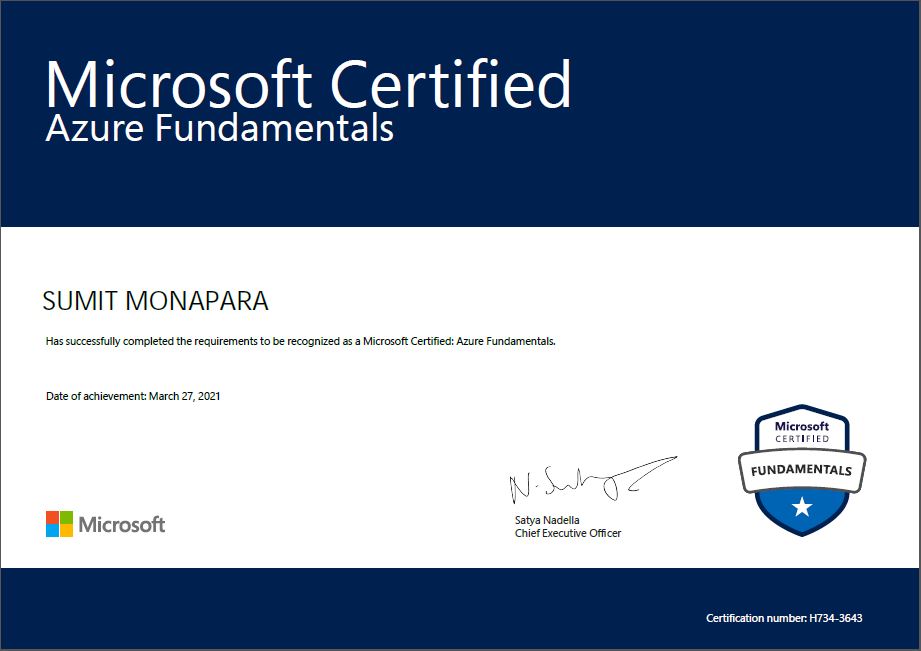 Microsoft Certified
Azure Fundamentals
SUMIT MONAPARA
Has successfully completed the requirements to be recognized as a Microsoft Certified: Azure Fundamentals.
Date of achievement: March 27, 2021
Microsoft
CERTIFIED
FUNDAMENTALS
Microsoft
Satya Nadella
Chief Executive Officer
Certification number: H734-3643